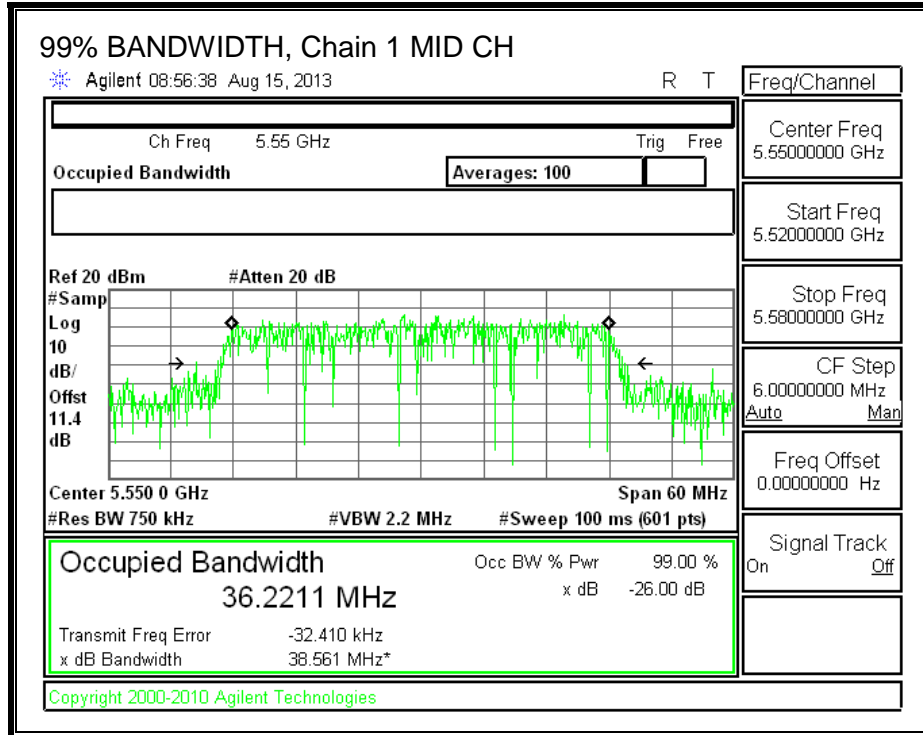 99% BANDWIDTH, Chain 1 MID CH
Agilent 08:56:38 Aug 15, 2013 R T
Freq/Channel
Ch Freq 5.55 GHz Trig Free
Occupied Bandwidth Averages: 100
Center Freq
5.55000000 GHz
Start Freq
5.52000000 GHz
Stop Freq
5.58000000 GHz
CF Step
6.00000000 MHz
Auto Man
Freq Offset
0.00000000 Hz
Signal Track
On Off
Ref 20 dBm #Atten 20 dB
#Samp
Log
10
dB/
Offst
11.4
dB
Center 5.550 0 GHz Span 60 MHz
#Res BW 750 kHz #VBW 2.2 MHz #Sweep 100 ms (601 pts)
Occupied Bandwidth Occ BW % Pwr 99.00 %
36.2211 MHz x dB -26.00 dB
Transmit Freq Error -32.410 kHz
x dB Bandwidth 38.561 MHz*
Copyright 2000-2010 Agilent Technologies